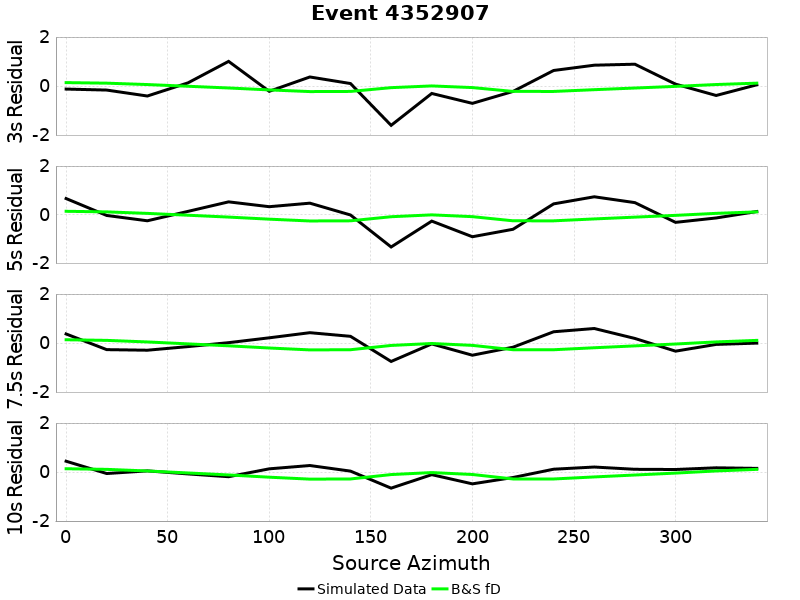 Event 4352907
3s Residual
2
0
-2
5s Residual
2
0
-2
7.5s Residual
2
0
-2
10s Residual
2
0
-2
0 50 100 150 200 250 300
Source Azimuth
Simulated Data B&S fD